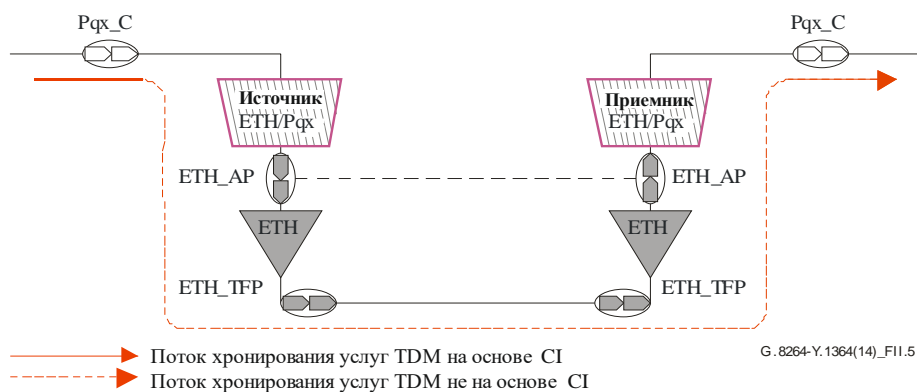 Pqx_C
Pqx_C
Источник
ETH/Pqx
Приемник
ETH/Pqx
ETH_AP
ETH_AP
ETH
ETH
ETH_TFP
ETH_TFP
Поток хронирования услуг TDM на основе CI
G.8264-Y.1364(14)_FII.5
Поток хронирования услуг TDM не на основе CI